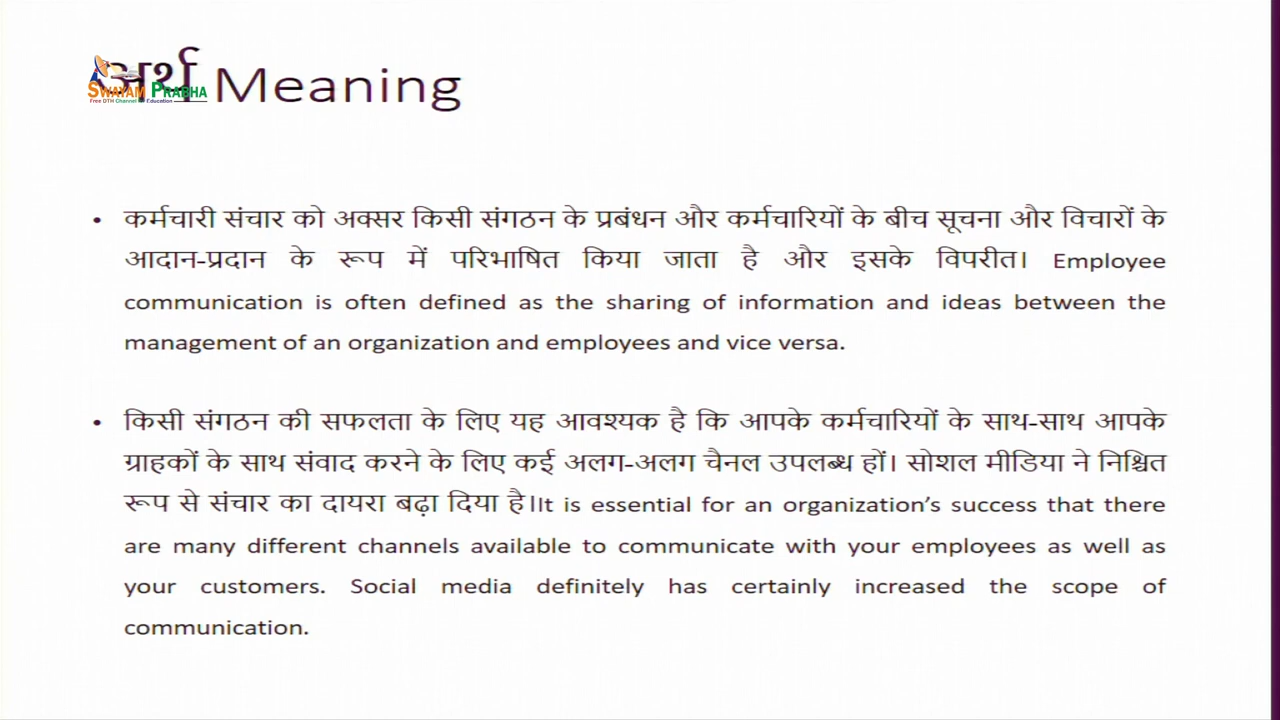 अर्थ Meaning
SWAYAM PRABHA
Free DTH Channel Education
• कर्मचारी संचार को अक्सर किसी संगठन के प्रबंधन और कर्मचारियों के बीच सूचना और विचारों के
आदान-प्रदान के रूप में परिभाषित किया जाता है और इसके विपरीत। Employee
communication is often defined as the sharing of information and ideas between the
management of an organization and employees and vice versa.
• किसी संगठन की सफलता के लिए यह आवश्यक है कि आपके कर्मचारियों के साथ-साथ आपके
ग्राहकों के साथ संवाद करने के लिए कई अलग-अलग चैनल उपलब्ध हों। सोशल मीडिया ने निश्चित
रूप से संचार का दायरा बढ़ा दिया है।It is essential for an organization’s success that there
are many different channels available to communicate with your employees as well as
your customers. Social media definitely has certainly increased the scope of
communication.